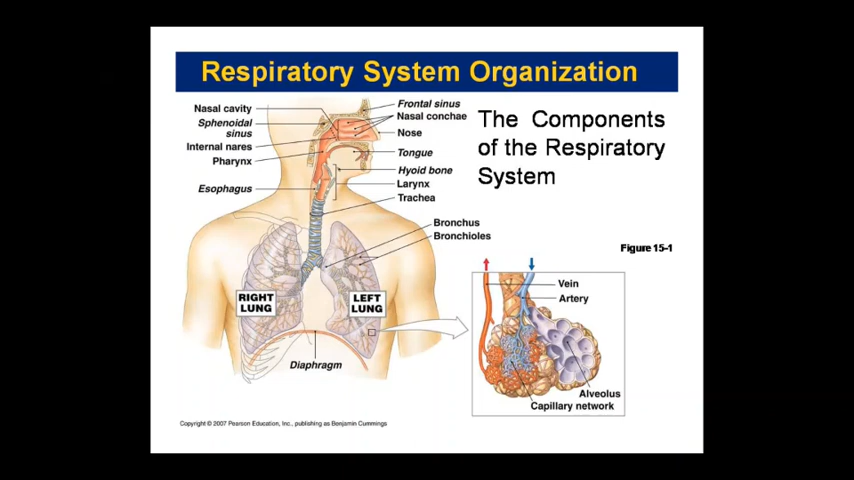 Respiratory System Organization
Nasal cavity
Sphenoidal
sinus
Internal nares
Pharynx
Esophagus
Frontal sinus
Nasal conchae
Nose
Tongue
Hyoid bone
Larynx
Trachea
Bronchus
Bronchioles
RIGHT
LUNG
LEFT
LUNG
Diaphragm
The Components
of the Respiratory
System
Figure 15-1
Vein
Artery
Alveolus
Capillary network
Copyright © 2007 Pearson Education, Inc., publishing as Benjamin Cummings